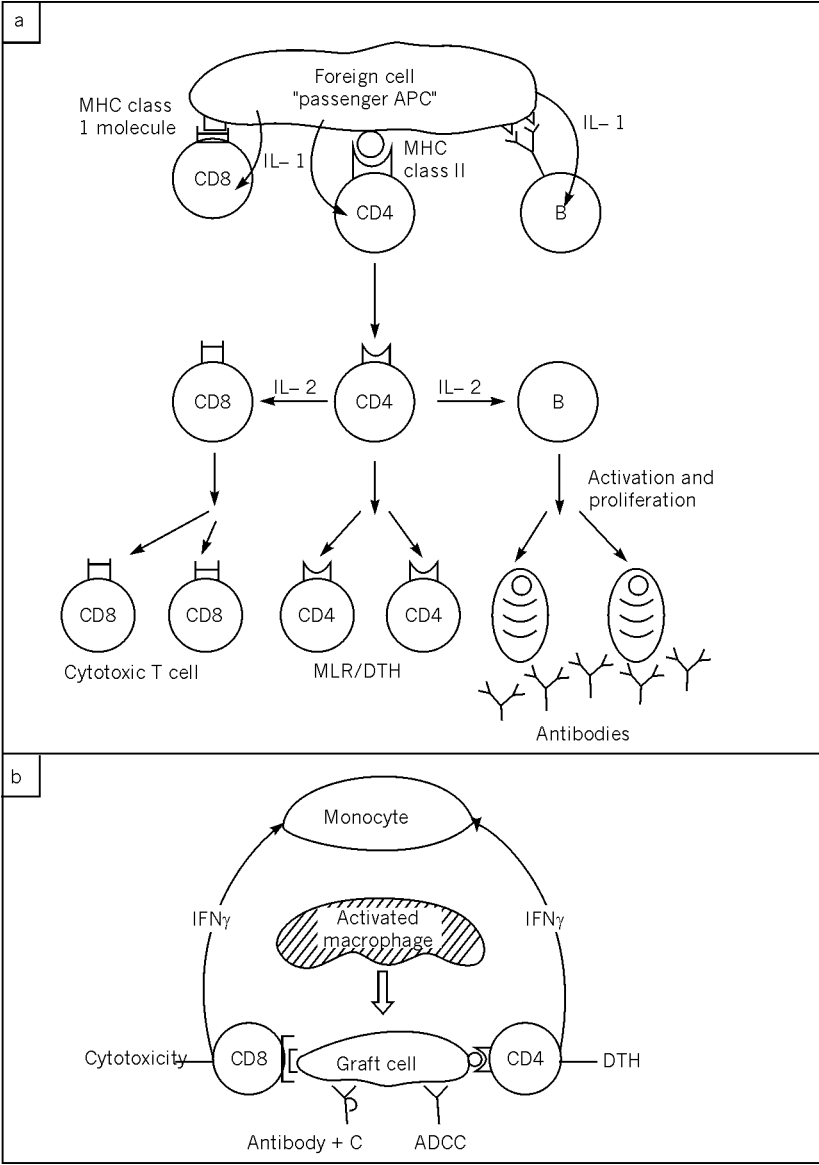 a
Foreign cell
"passenger APC"
MHC class
1 molecule
IL– 1
IL– 1
MHC
class II
CD8
CD4
B
IL– 2
IL– 2
CD8
CD4
B
Activation and
proliferation
CD8
CD8
CD4
CD4
Cytotoxic T cell
MLR/DTH
Antibodies
b
Monocyte
IFNγ
Activated
macrophage
IFNγ
Cytotoxicity
CD8
Graft cell
CD4
DTH
Antibody + C
ADCC